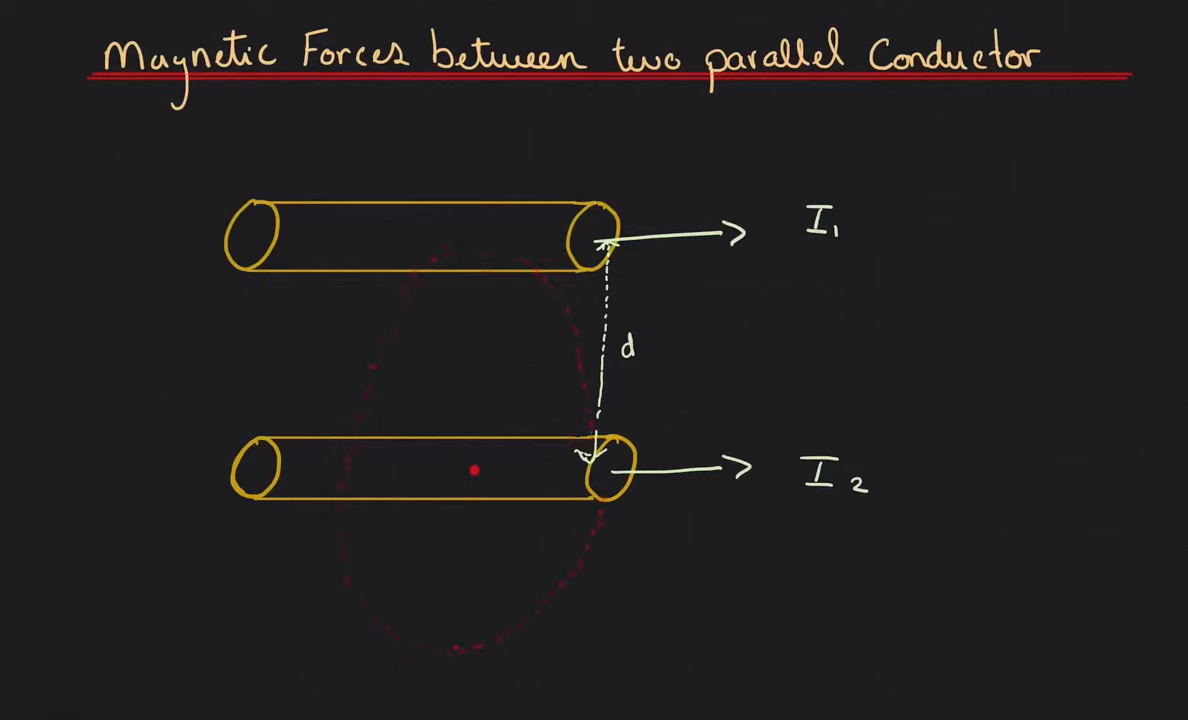 Magnetic Forces between two parallel Conductor
I₁
d
I₂